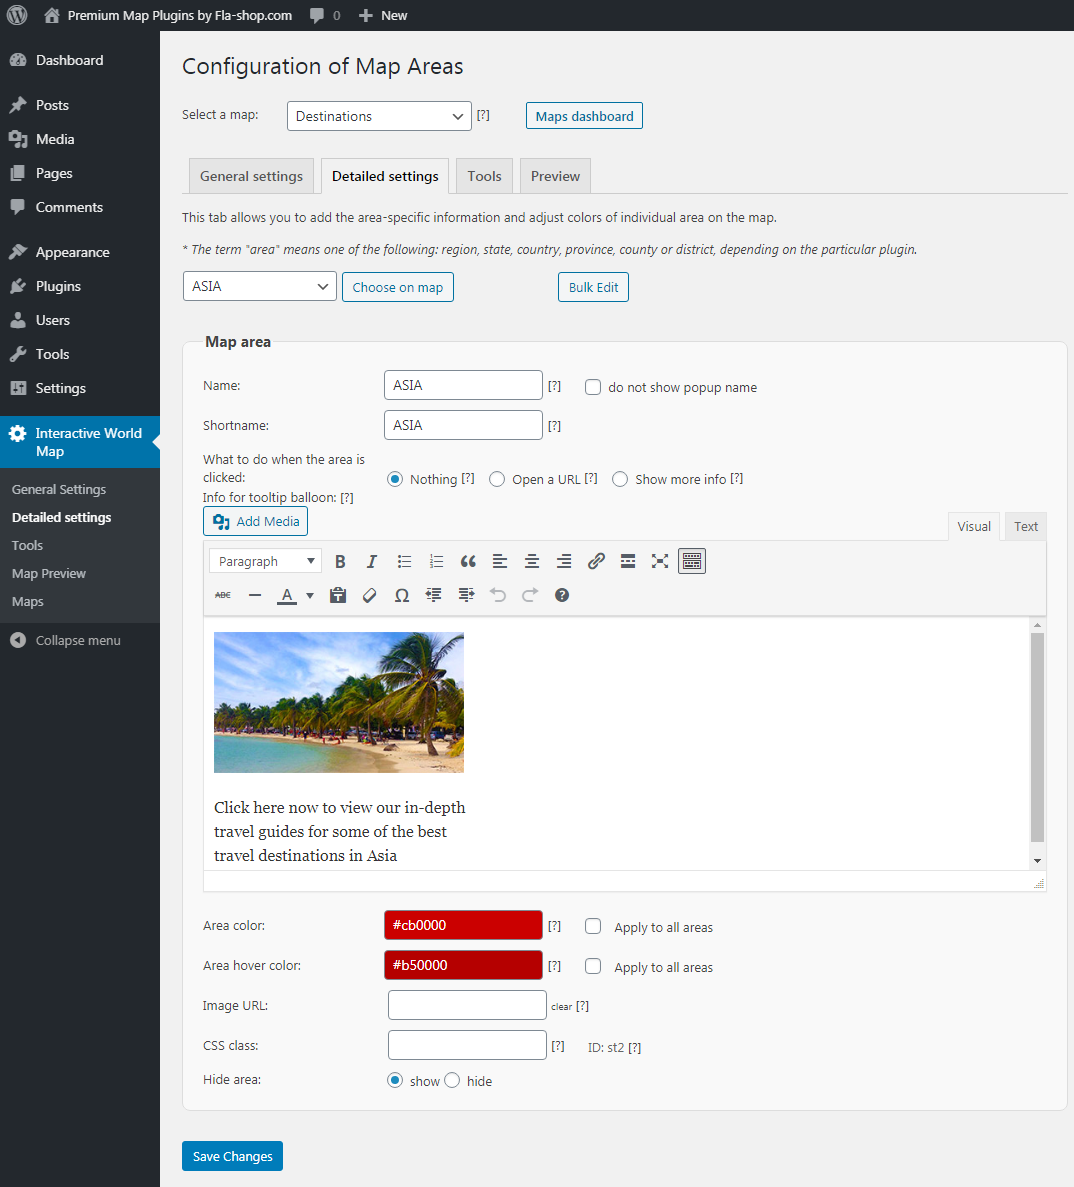 Premium Map Plugins by Fla-shop.com 0 New
Dashboard
Posts
Media
Pages
Comments
Appearance
Plugins
Users
Tools
Settings
Interactive World
Map
General Settings
Detailed settings
Tools
Map Preview
Maps
Collapse menu
Configuration of Map Areas
Select a map: Destinations [?] Maps dashboard
General settings Detailed settings Tools Preview
This tab allows you to add the area-specific information and adjust colors of individual area on the map.
* The term "area" means one of the following: region, state, country, province, county or district, depending on the particular plugin.
ASIA Choose on map Bulk Edit
Map area
Name: ASIA [?] do not show popup name
Shortname: ASIA [?]
What to do when the area is
clicked: Nothing [?] Open a URL [?] Show more info [?]
Info for tooltip balloon: [?]
Add Media Visual Text
Paragraph B I
ABC A Ω
Click here now to view our in-depth
travel guides for some of the best
travel destinations in Asia
Area color: #cb0000 [?] Apply to all areas
Area hover color: #b50000 [?] Apply to all areas
Image URL: clear [?]
CSS class: [?] ID: st2 [?]
Hide area: show hide
Save Changes